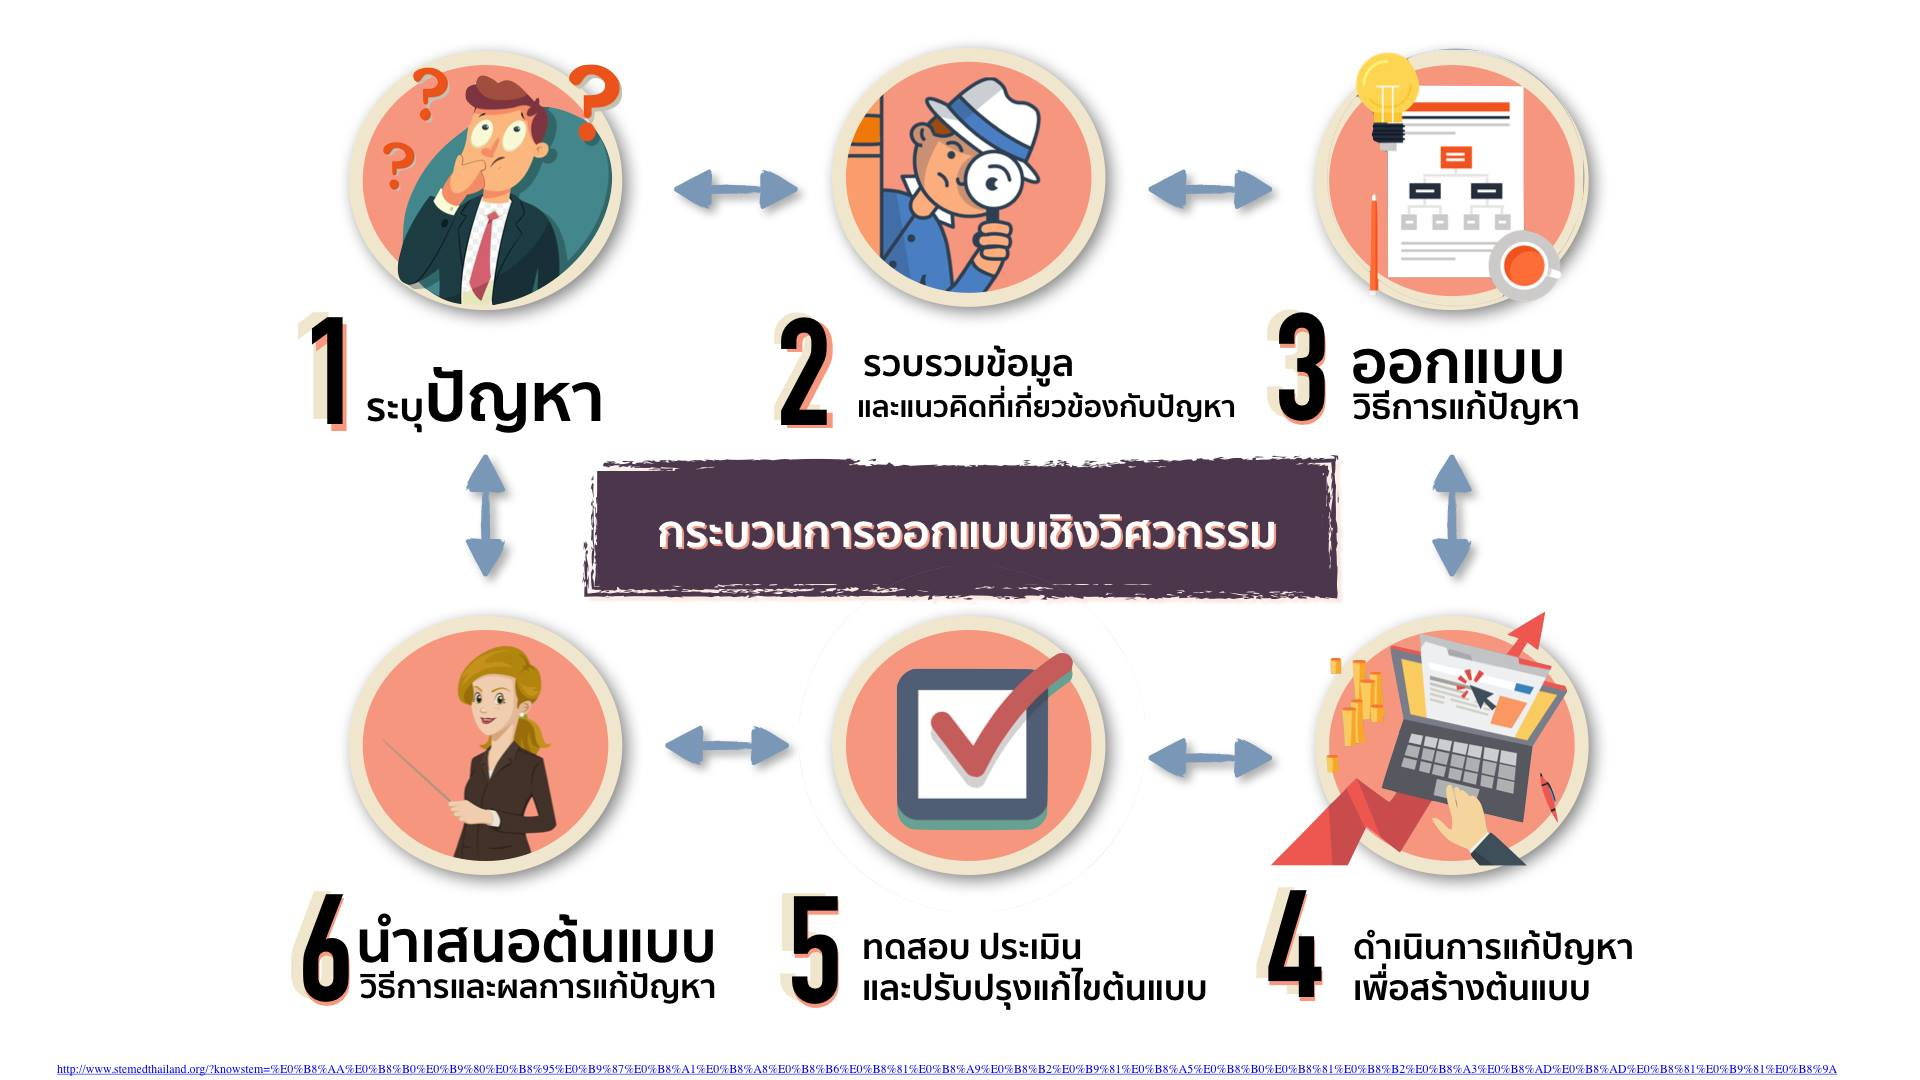 1 ระบุปัญหา
2 รวบรวมข้อมูล
และแนวคิดที่เกี่ยวข้องกับปัญหา
3 ออกแบบ
วิธีการแก้ปัญหา
กระบวนการออกแบบเชิงวิศวกรรม
6 นำเสนอต้นแบบ
วิธีการและผลการแก้ปัญหา
5 ทดสอบ ประเมิน
และปรับปรุงแก้ไขต้นแบบ
4 ดำเนินการแก้ปัญหา
เพื่อสร้างต้นแบบ
http://www.stemedthailand.org/?knowstem=%E0%B8%AA%E0%B8%B0%E0%B9%80%E0%B8%95%E0%B9%87%E0%B8%A1%E0%B8%A8%E0%B8%B6%E0%B8%81%E0%B8%A9%E0%B8%B2%E0%B9%81%E0%B8%A5%E0%B8%B0%E0%B8%81%E0%B8%B2%E0%B8%A3%E0%B8%AD%E0%B8%AD%E0%B8%81%E0%B9%81%E0%B8%9A